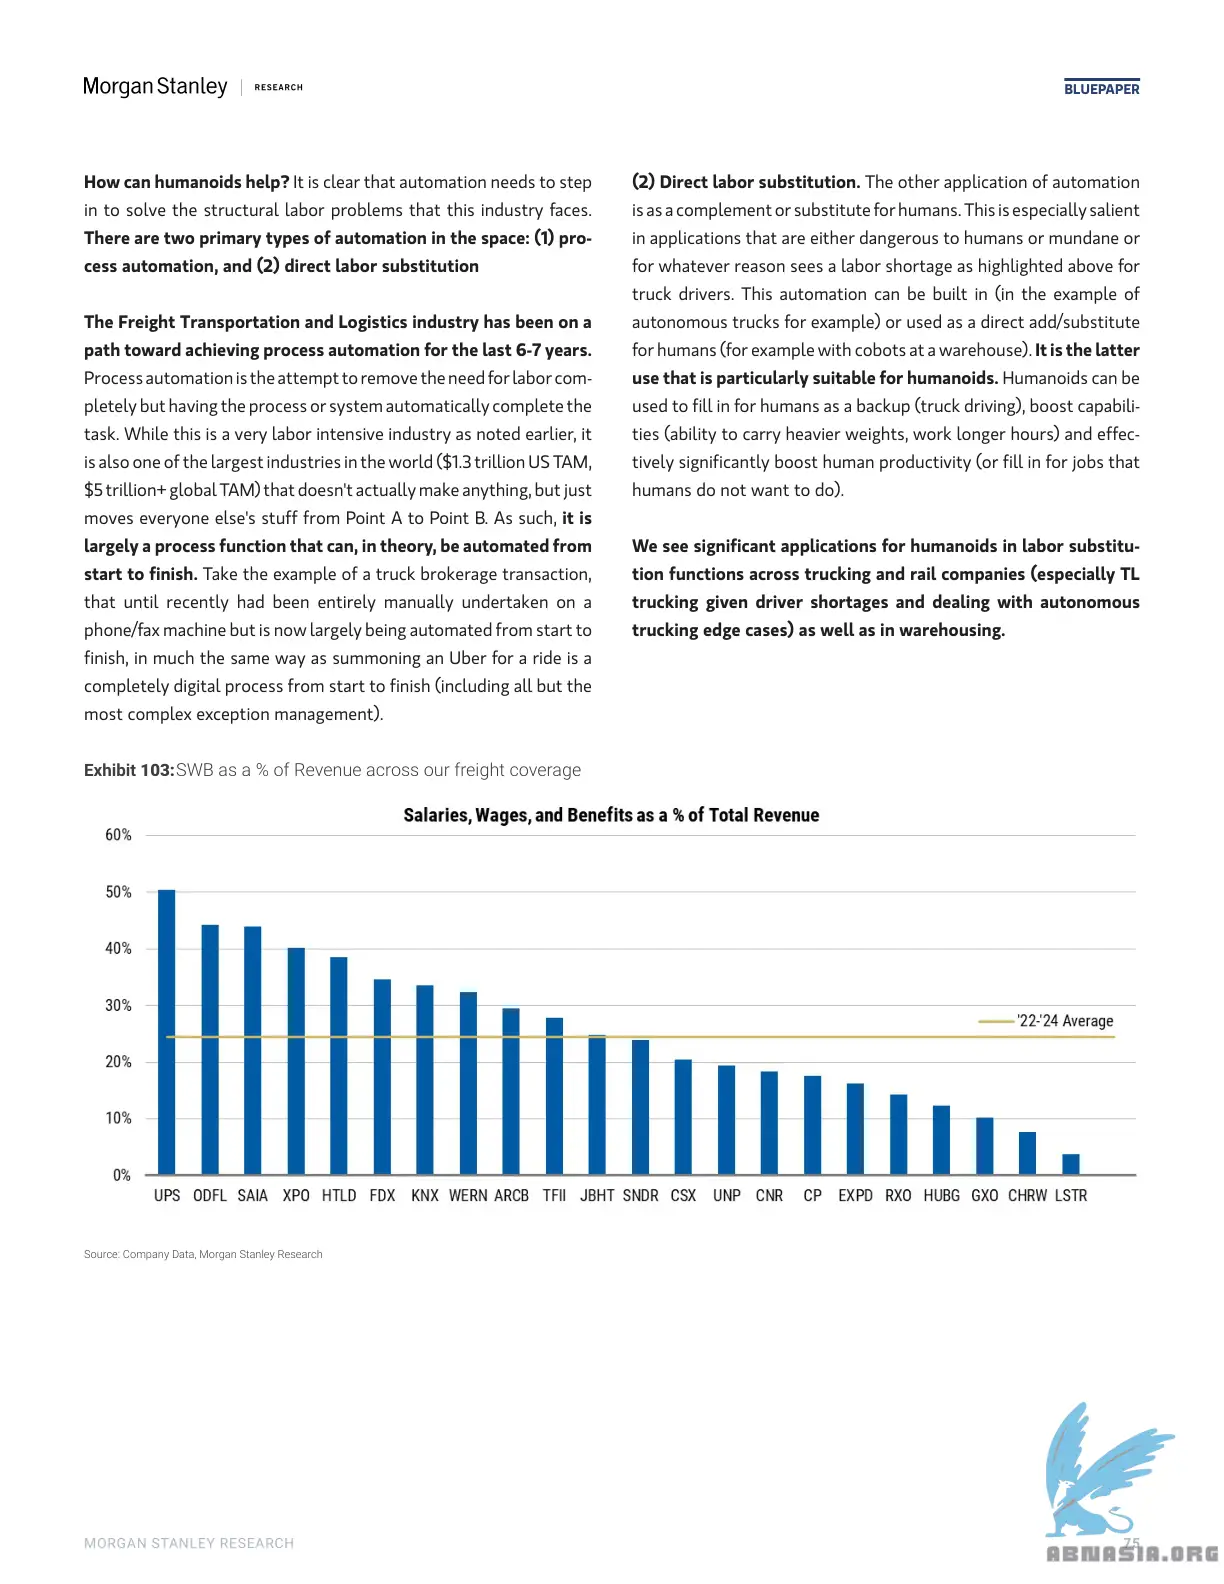 Morgan Stanley | RESEARCH
BLUEPAPER
How can humanoids help? It is clear that automation needs to step
in to solve the structural labor problems that this industry faces.
There are two primary types of automation in the space: (1) pro-
cess automation, and (2) direct labor substitution
The Freight Transportation and Logistics industry has been on a
path toward achieving process automation for the last 6-7 years.
Process automation is the attempt to remove the need for labor com-
pletely but having the process or system automatically complete the
task. While this is a very labor intensive industry as noted earlier, it
is also one of the largest industries in the world ($1.3 trillion US TAM,
$5 trillion+ global TAM) that doesn't actually make anything, but just
moves everyone else's stuff from Point A to Point B. As such, it is
largely a process function that can, in theory, be automated from
start to finish. Take the example of a truck brokerage transaction,
that until recently had been entirely manually undertaken on a
phone/fax machine but is now largely being automated from start to
finish, in much the same way as summoning an Uber for a ride is a
completely digital process from start to finish (including all but the
most complex exception management).
(2) Direct labor substitution. The other application of automation
is as a complement or substitute for humans. This is especially salient
in applications that are either dangerous to humans or mundane or
for whatever reason sees a labor shortage as highlighted above for
truck drivers. This automation can be built in (in the example of
autonomous trucks for example) or used as a direct add/substitute
for humans (for example with cobots at a warehouse). It is the latter
use that is particularly suitable for humanoids. Humanoids can be
used to fill in for humans as a backup (truck driving), boost capabili-
ties (ability to carry heavier weights, work longer hours) and effec-
tively significantly boost human productivity (or fill in for jobs that
humans do not want to do).
We see significant applications for humanoids in labor substitu-
tion functions across trucking and rail companies (especially TL
trucking given driver shortages and dealing with autonomous
trucking edge cases) as well as in warehousing.
Exhibit 103: SWB as a % of Revenue across our freight coverage
Salaries, Wages, and Benefits as a % of Total Revenue
60%
50%
40%
30%
20%
10%
0%
'22-'24 Average
UPS ODFL SAIA XPO HTLD FDX KNX WERN ARCB TFII JBHT SNDR CSX UNP CNR CP EXPD RXO HUBG GXO CHRW LSTR
Source: Company Data, Morgan Stanley Research
MORGAN STANLEY RESEARCH
75
ABNASIA.ORG